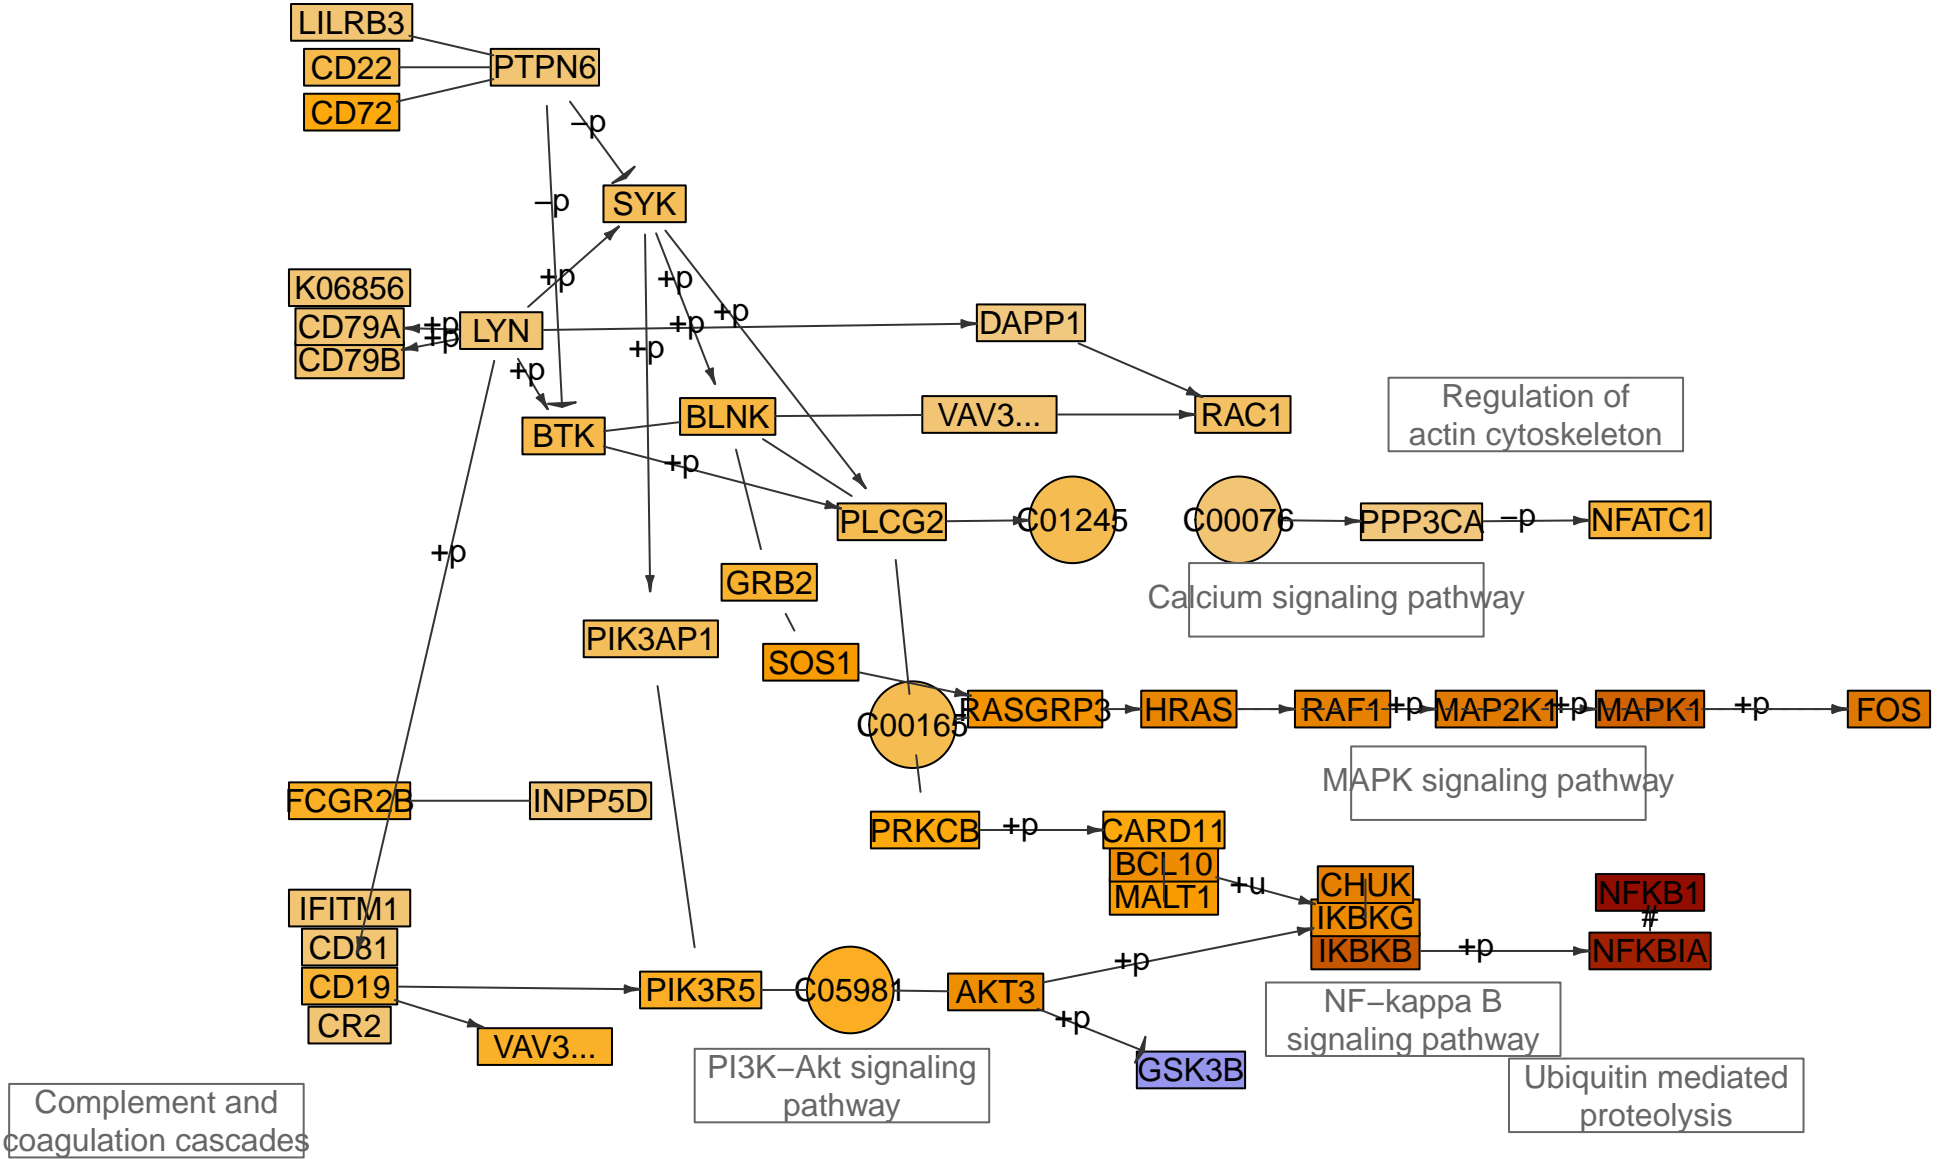 LILRB3
CD22
PTPN6
CD72
–p
–p
SYK
+p
+p
K06856
+p
CD79A
+p
LYN
+p
DAPP1
+p
CD79B
+p
+p
Regulation of
actin cytoskeleton
BTK
BLNK
VAV3...
RAC1
+p
PLCG2
C01245
C00076
PPP3CA
–p
NFATC1
+p
GRB2
Calcium signaling pathway
PIK3AP1
SOS1
C00165
RASGRP3
HRAS
RAF1
+p
MAP2K1
+p
MAPK1
+p
FOS
MAPK signaling pathway
FCGR2B
INPP5D
PRKCB
+p
CARD11
BCL10
+u
MALT1
CHUK
IKBKG
IKBKB
+p
NFKB1
#
NFKBIA
IFITM1
CD81
CD19
CR2
PIK3R5
C05981
AKT3
+p
+p
VAV3...
GSK3B
NF–kappa B
signaling pathway
PI3K–Akt signaling
pathway
Ubiquitin mediated
proteolysis
Complement and
coagulation cascades